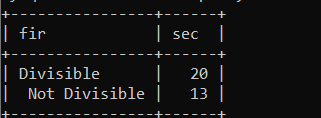 +----------------+------+
| fir            | sec  |
+----------------+------+
| Divisible      |   20 |
|  Not Divisible |   13 |
+----------------+------+